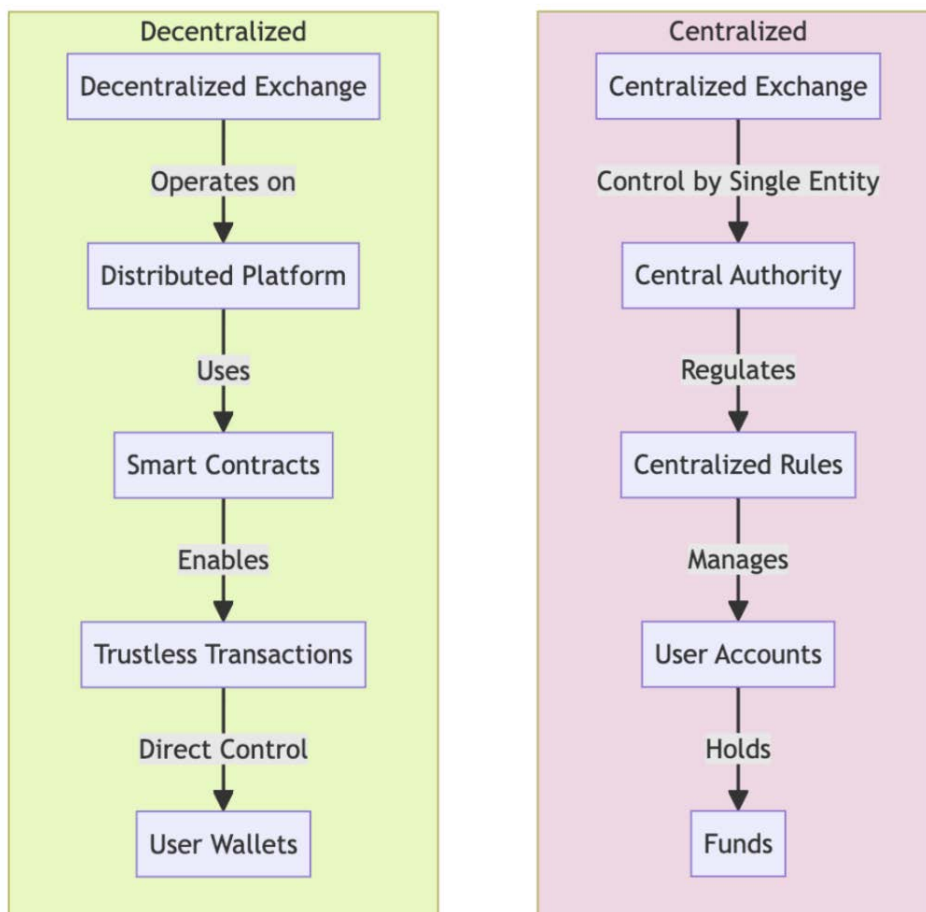 Decentralized
Decentralized Exchange
Operates on
Distributed Platform
Uses
Smart Contracts
Enables
Trustless Transactions
Direct Control
User Wallets
Centralized
Centralized Exchange
Control by Single Entity
Central Authority
Regulates
Centralized Rules
Manages
User Accounts
Holds
Funds